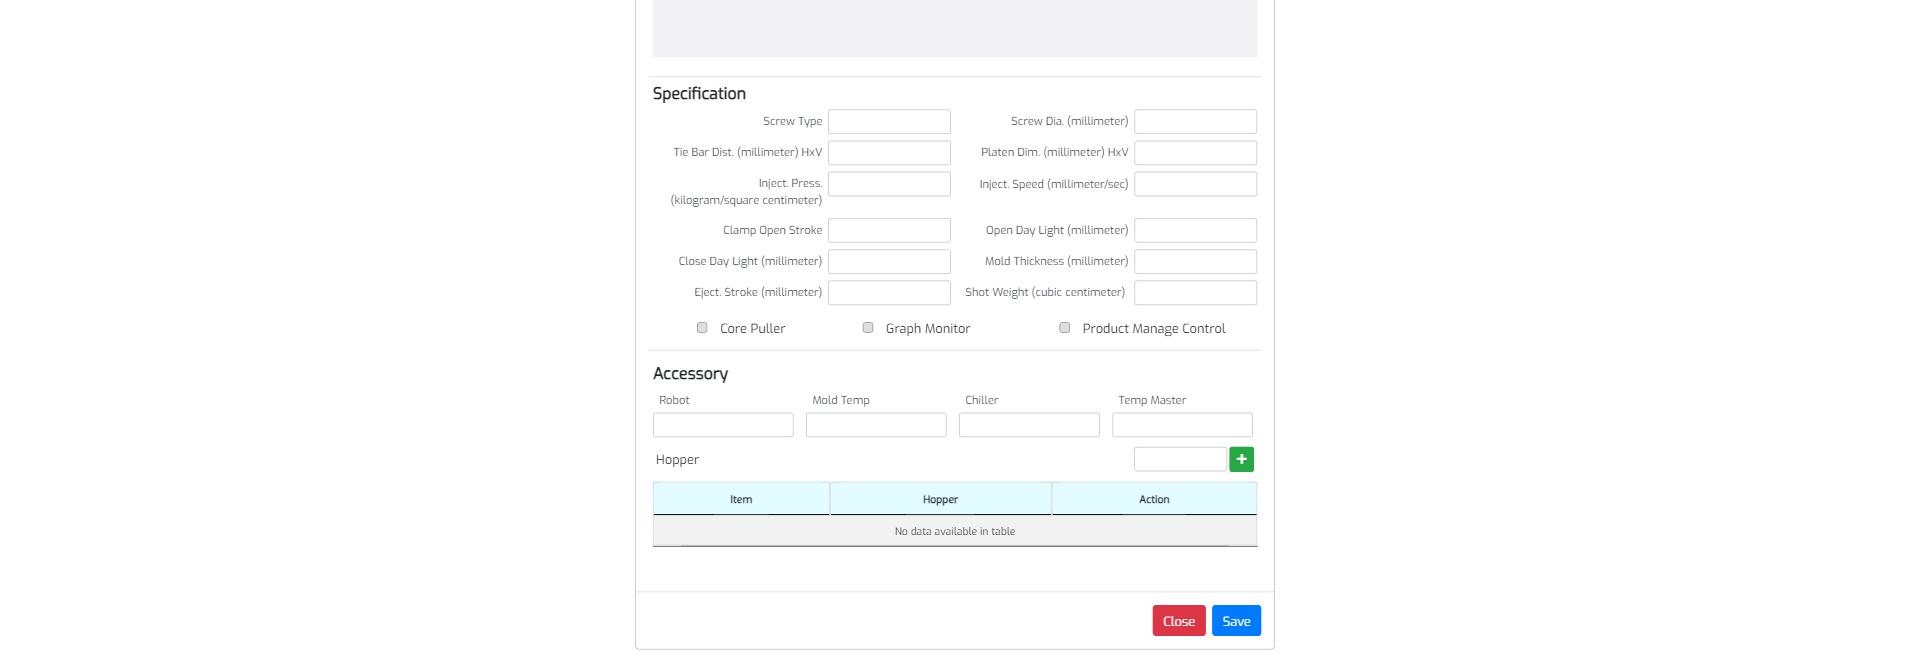 Specification
Screw Type
Screw Dia. (millimeter)
Tie Bar Dist. (millimeter) HxV
Platen Dim. (millimeter) HxV
Inject. Press.
(kilogram/square centimeter)
Inject. Speed (millimeter/sec)
Clamp Open Stroke
Open Day Light (millimeter)
Close Day Light (millimeter)
Mold Thickness (millimeter)
Eject. Stroke (millimeter)
Shot Weight (cubic centimeter)
Core Puller
Graph Monitor
Product Manage Control
Accessory
Robot
Mold Temp
Chiller
Temp Master
Hopper
+
Item
Hopper
Action
No data available in table
Close
Save